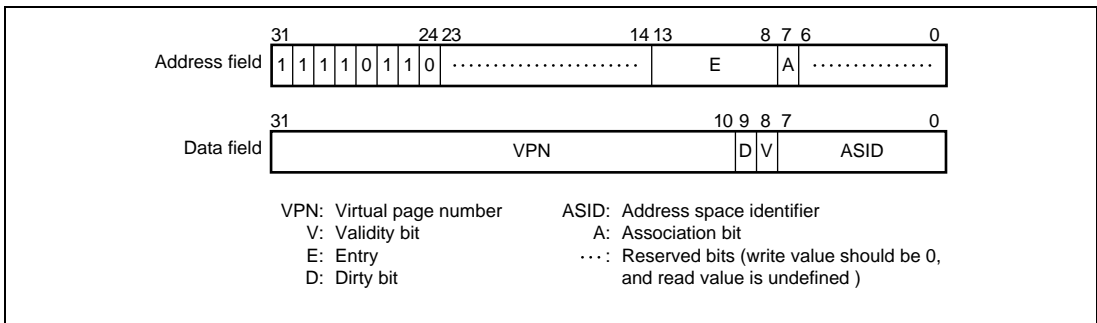 31 24 23 14 13 8 7 6 0
Address field 1 1 1 1 0 1 1 0 ······················· E A ···············
31 10 9 8 7 0
Data field VPN D V ASID
VPN: Virtual page number ASID: Address space identifier
V: Validity bit A: Association bit
E: Entry ···: Reserved bits (write value should be 0,
D: Dirty bit and read value is undefined )